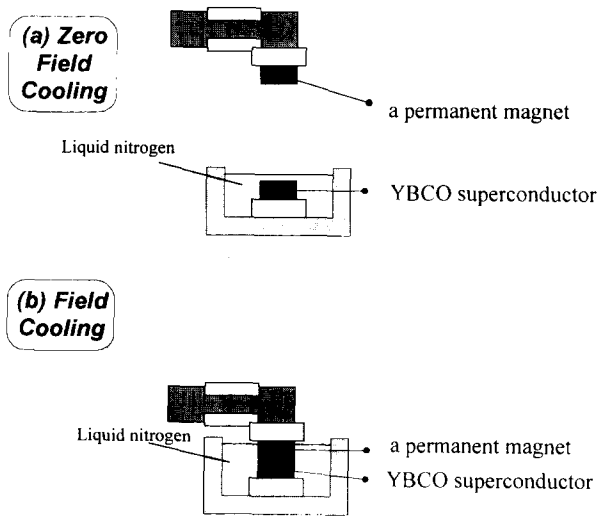 (a) Zero
Field
Cooling
a permanent magnet
Liquid nitrogen
YBCO superconductor
(b) Field
Cooling
Liquid nitrogen
a permanent magnet
YBCO superconductor